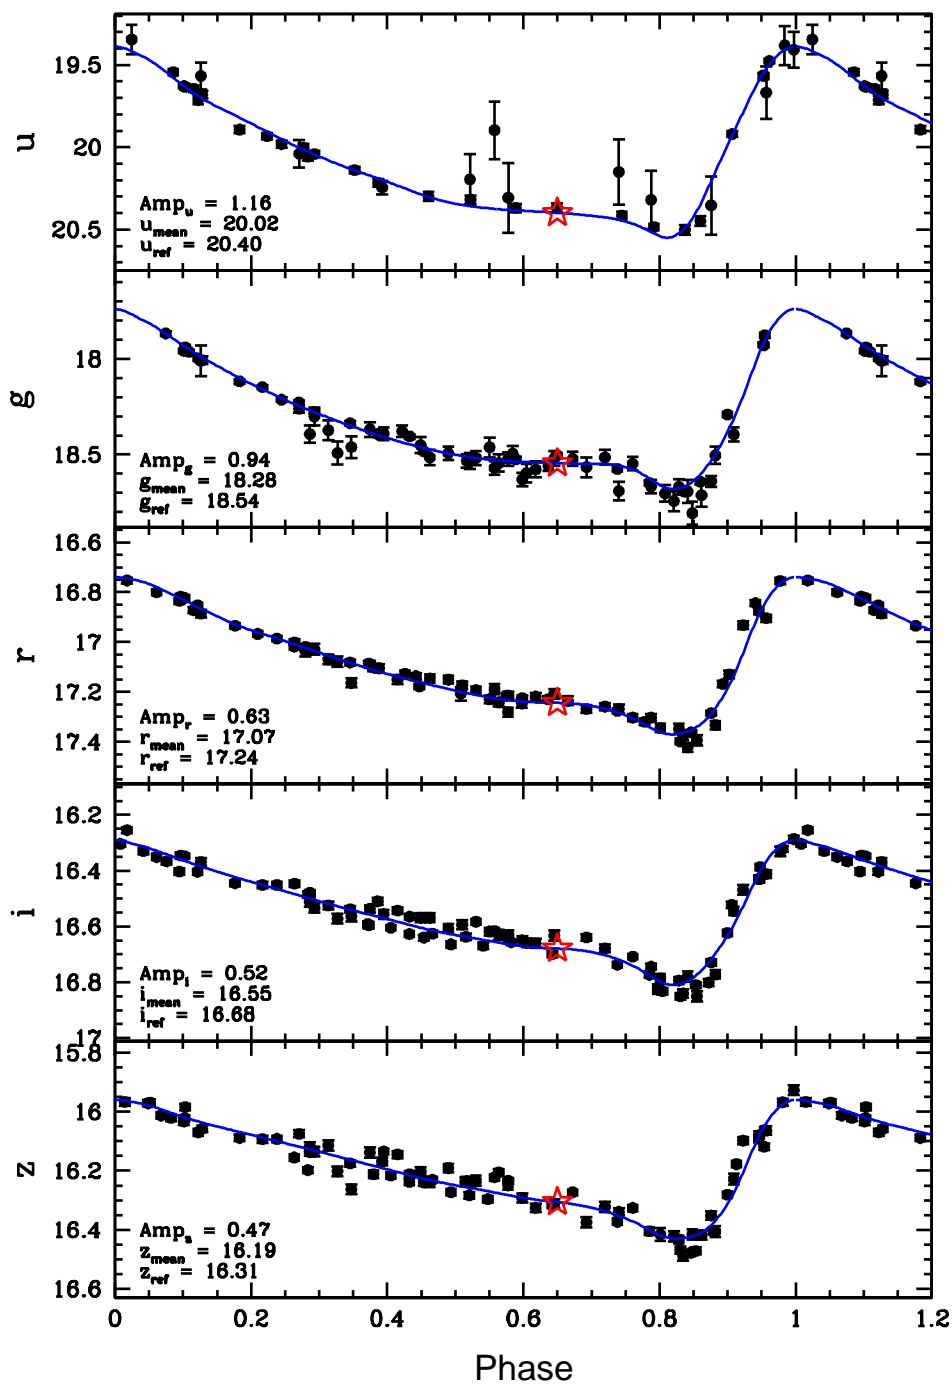 19.5
20
20.5
u
Amp_u = 1.16
u_mean = 20.02
u_ref = 20.40
18
18.5
g
Amp_g = 0.94
g_mean = 18.28
g_ref = 18.54
16.6
16.8
17
17.2
17.4
r
Amp_r = 0.63
r_mean = 17.07
r_ref = 17.24
16.2
16.4
16.6
16.8
17
i
Amp_i = 0.52
i_mean = 16.55
i_ref = 16.68
15.8
16
16.2
16.4
16.6
z
Amp_z = 0.47
z_mean = 16.19
z_ref = 16.31
0 0.2 0.4 0.6 0.8 1 1.2
Phase